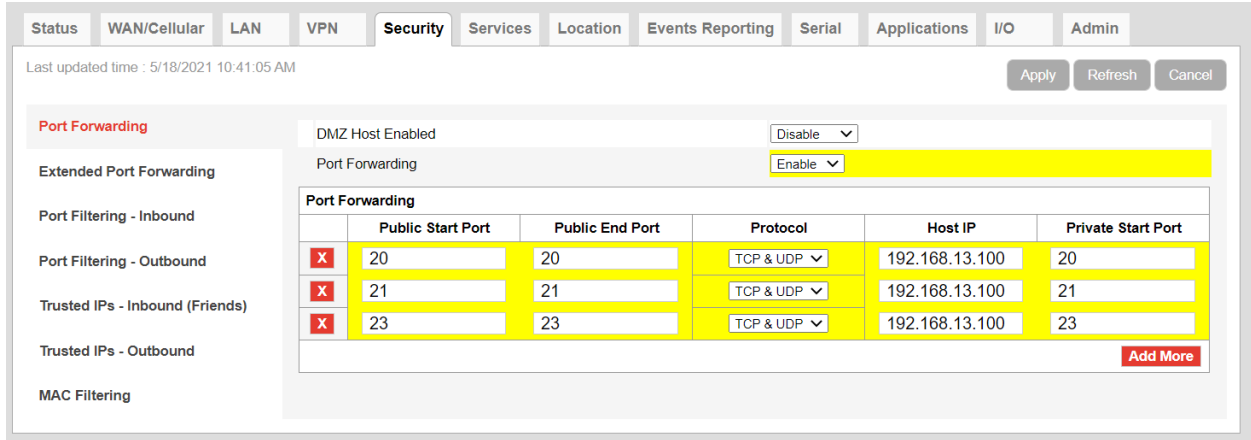 Status WAN/Cellular LAN VPN Security Services Location Events Reporting Serial Applications I/O Admin
Last updated time : 5/18/2021 10:41:05 AM Apply Refresh Cancel
Port Forwarding
Extended Port Forwarding
Port Filtering - Inbound
Port Filtering - Outbound
Trusted IPs - Inbound (Friends)
Trusted IPs - Outbound
MAC Filtering
DMZ Host Enabled Disable
Port Forwarding Enable
Port Forwarding
Public Start Port Public End Port Protocol Host IP Private Start Port
X 20 20 TCP & UDP 192.168.13.100 20
X 21 21 TCP & UDP 192.168.13.100 21
X 23 23 TCP & UDP 192.168.13.100 23
Add More